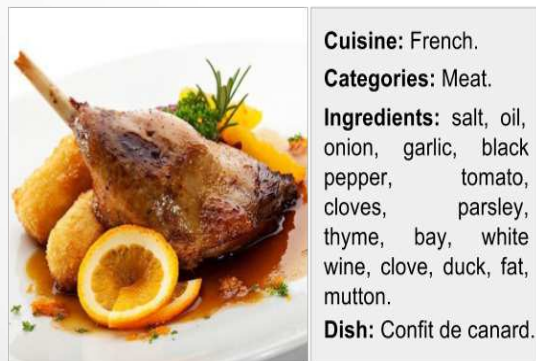 Cuisine: French.
Categories: Meat.
Ingredients: salt, oil,
onion, garlic, black
pepper, tomato,
cloves, parsley,
thyme, bay, white
wine, clove, duck, fat,
mutton.
Dish: Confit de canard.